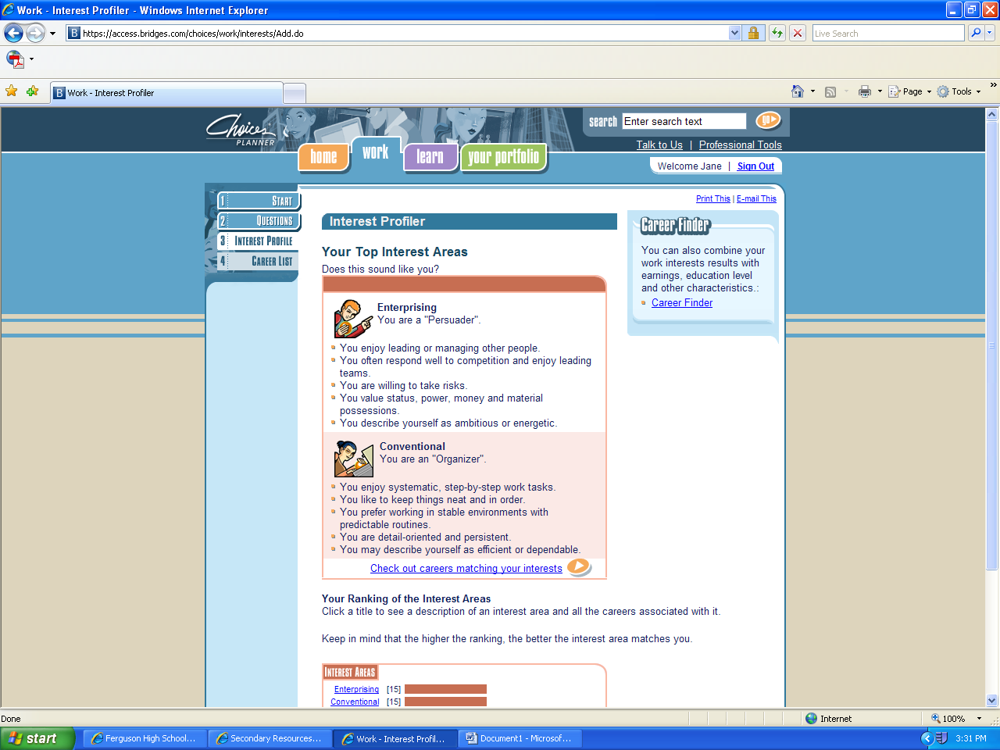 Work - Interest Profiler - Windows Internet Explorer
B https://access.bridges.com/choices/work/interests/Add.do
Live Search
B Work - Interest Profiler
Page
Tools
»
Choices
PLANNER
search Enter search text go
Talk to Us | Professional Tools
home work learn your portfolio
Welcome Jane | Sign Out
1 START
2 QUESTIONS
3 INTEREST PROFILE
4 CAREER LIST
Print This | E-mail This
Interest Profiler
Your Top Interest Areas
Does this sound like you?
Enterprising
You are a "Persuader".
You enjoy leading or managing other people.
You often respond well to competition and enjoy leading
teams.
You are willing to take risks.
You value status, power, money and material
possessions.
You describe yourself as ambitious or energetic.
Conventional
You are an "Organizer".
You enjoy systematic, step-by-step work tasks.
You like to keep things neat and in order.
You prefer working in stable environments with
predictable routines.
You are detail-oriented and persistent.
You may describe yourself as efficient or dependable.
Check out careers matching your interests
Career Finder
You can also combine your
work interests results with
earnings, education level
and other characteristics.:
Career Finder
Your Ranking of the Interest Areas
Click a title to see a description of an interest area and all the careers associated with it.
Keep in mind that the higher the ranking, the better the interest area matches you.
INTEREST AREAS
Enterprising [15]
Conventional [15]
Done
Internet
100%
start
Ferguson High School...
Secondary Resources...
Work - Interest Profil...
Document1 - Microsof...
3:31 PM